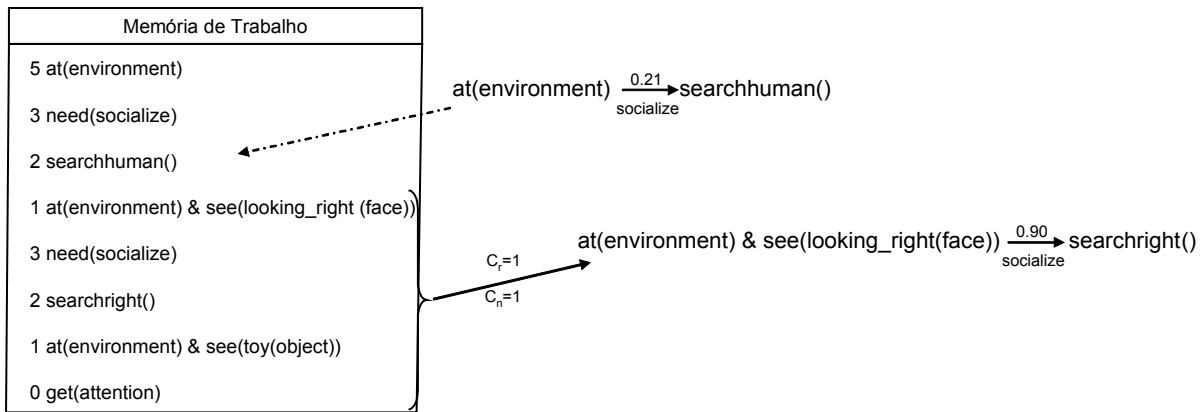 Memória de Trabalho
5 at(environment)
3 need(socialize)
2 searchhuman()
1 at(environment) & see(looking_right (face))
3 need(socialize)
2 searchright()
1 at(environment) & see(toy(object))
0 get(attention)
at(environment) 0.21 socialize searchhuman()
Cr=1
Cn=1
at(environment) & see(looking_right(face)) 0.90 socialize searchright()